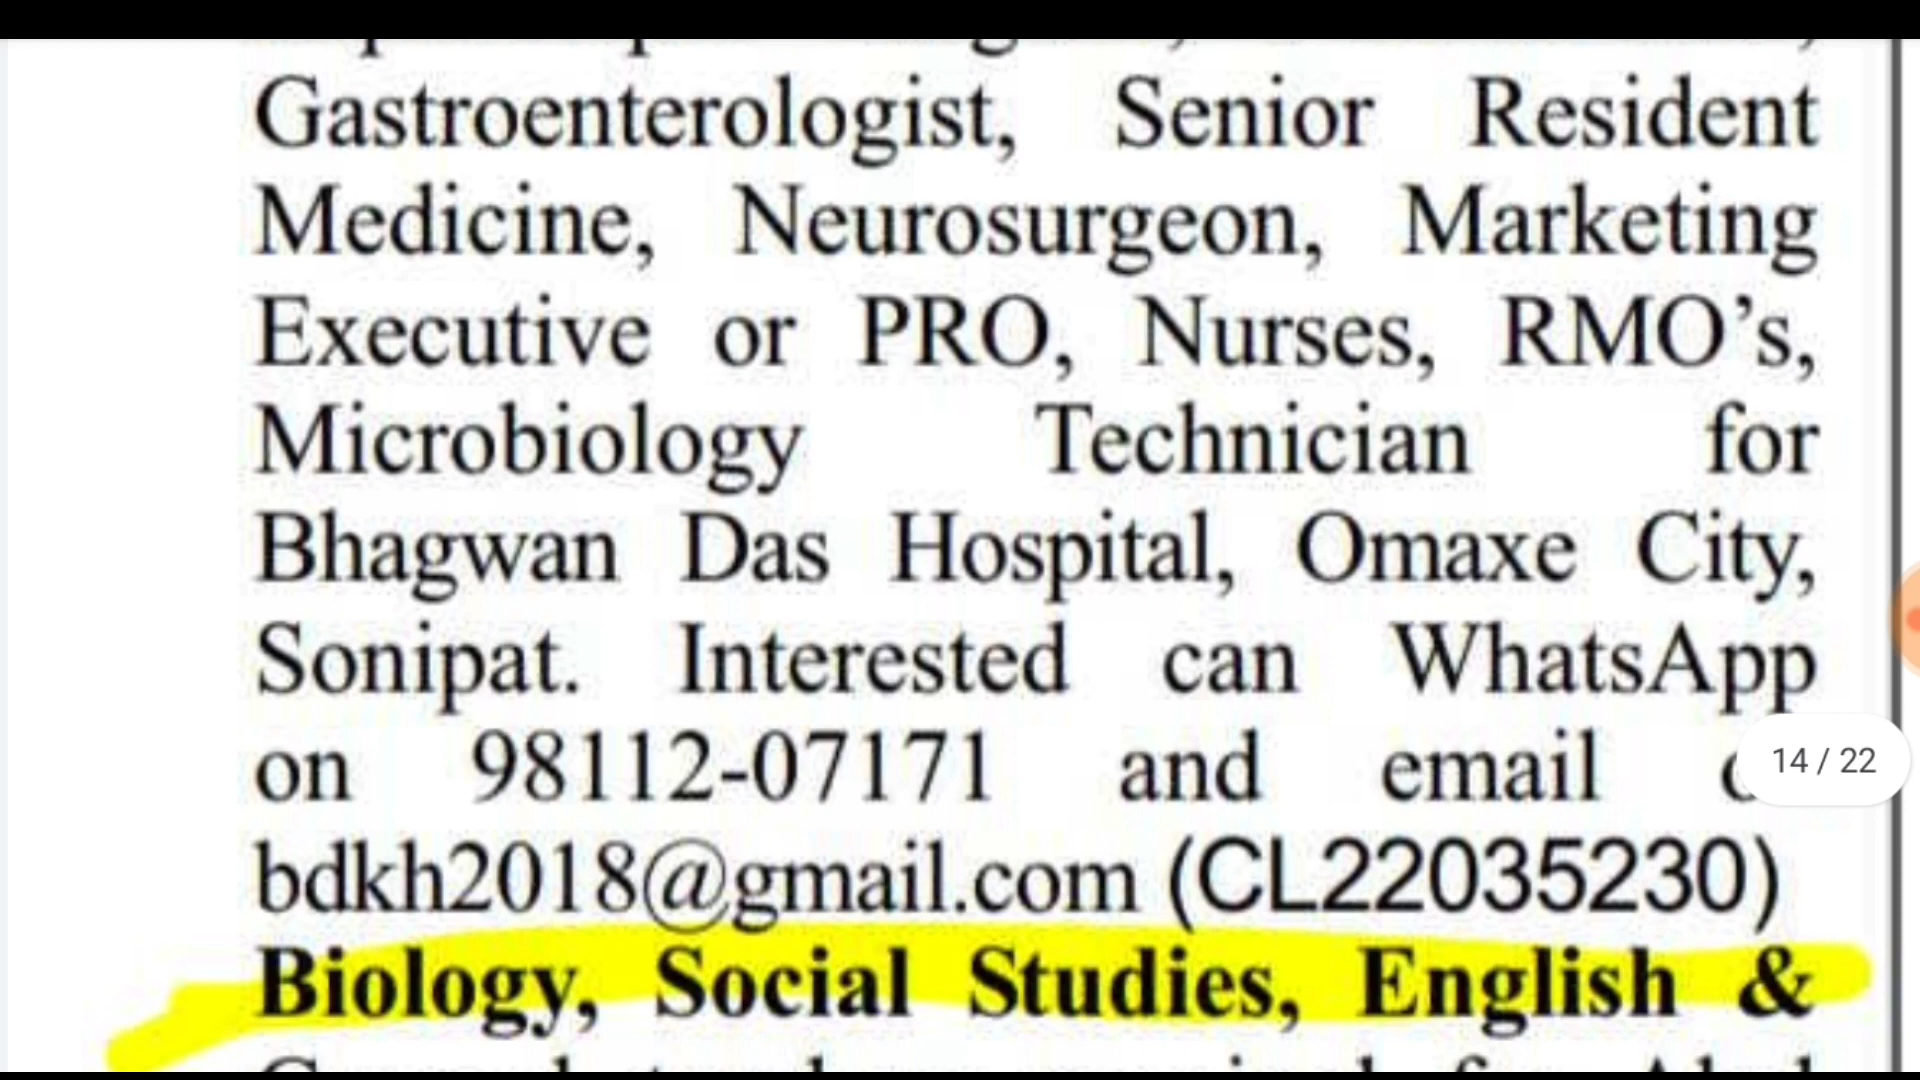 Gastroenterologist, Senior Resident
Medicine, Neurosurgeon, Marketing
Executive or PRO, Nurses, RMO’s,
Microbiology Technician for
Bhagwan Das Hospital, Omaxe City,
Sonipat. Interested can WhatsApp
on 98112-07171 and email
14 / 22
bdkh2018@gmail.com (CL22035230)
Biology, Social Studies, English &